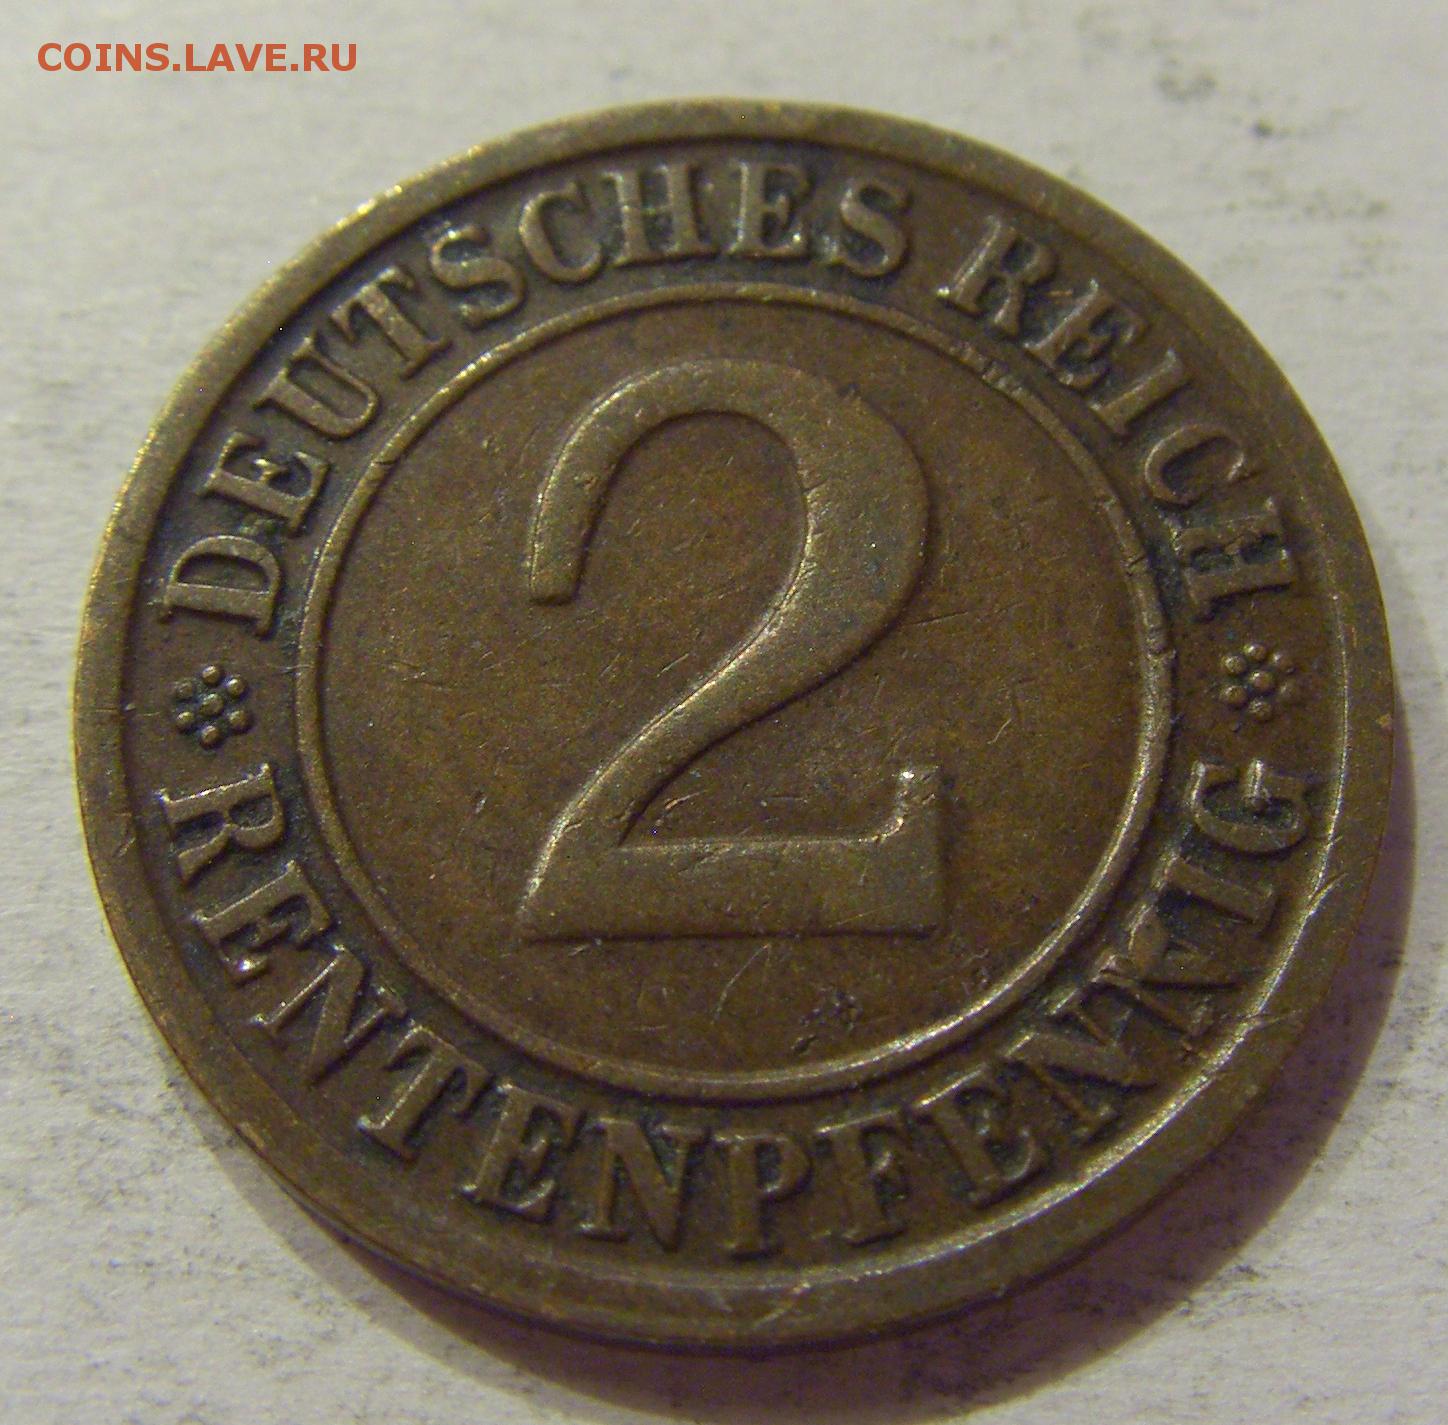 COINS.LAVE.RU
DEUTSCHES REICH
2
RENTENPFENNIG